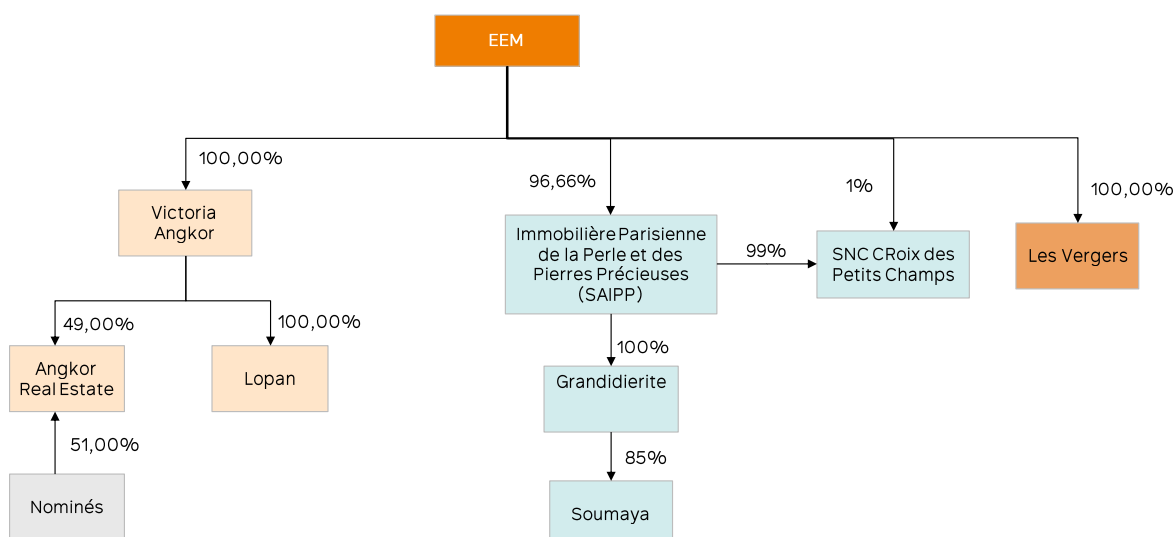 EEM
100,00%
96,66%
1%
100,00%
Victoria
Angkor
Immobilière Parisienne
de la Perle et des
Pierres Précieuses
(SAIPP)
99%
SNC CRoix des
Petits Champs
Les Vergers
49,00%
100,00%
100%
Angkor
Real Estate
Lopan
Grandidierite
51,00%
85%
Nominés
Soumaya